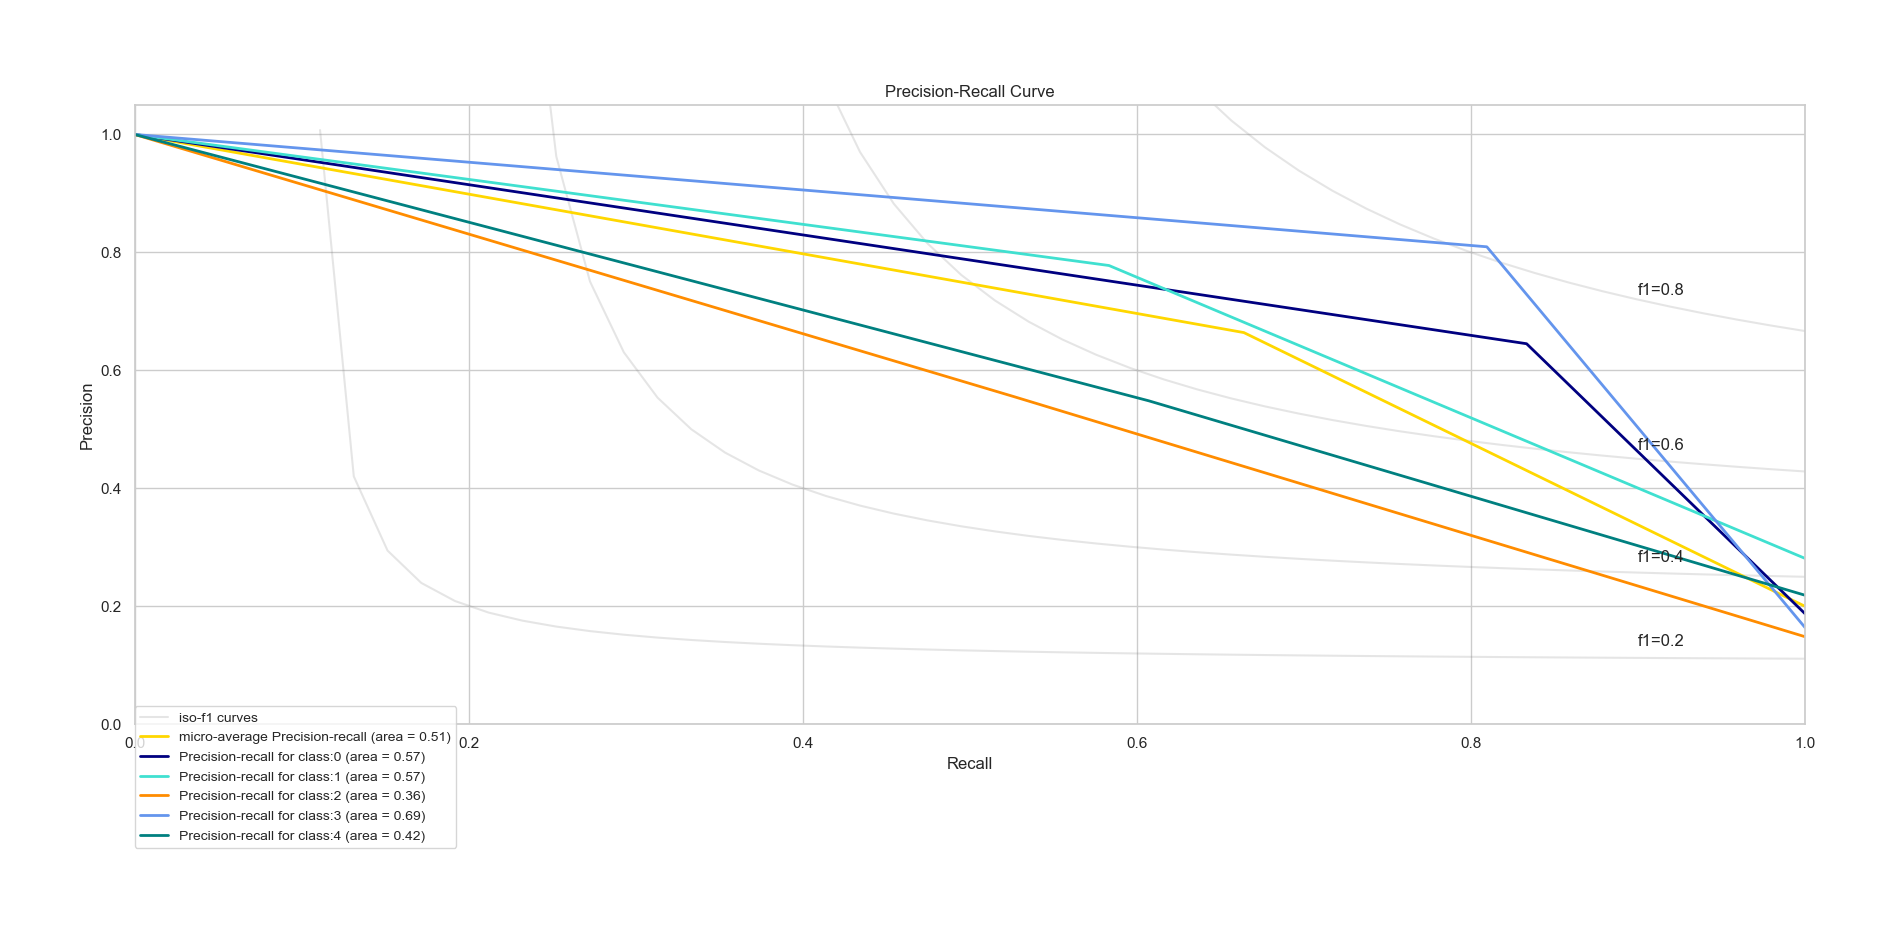 Precision-Recall Curve
1.0
0.8
0.6
0.4
0.2
0.0
Precision
f1=0.8
f1=0.6
f1=0.4
f1=0.2
0.0
0.2
0.4
0.6
0.8
1.0
Recall
iso-f1 curves
micro-average Precision-recall (area = 0.51)
Precision-recall for class:0 (area = 0.57)
Precision-recall for class:1 (area = 0.57)
Precision-recall for class:2 (area = 0.36)
Precision-recall for class:3 (area = 0.69)
Precision-recall for class:4 (area = 0.42)